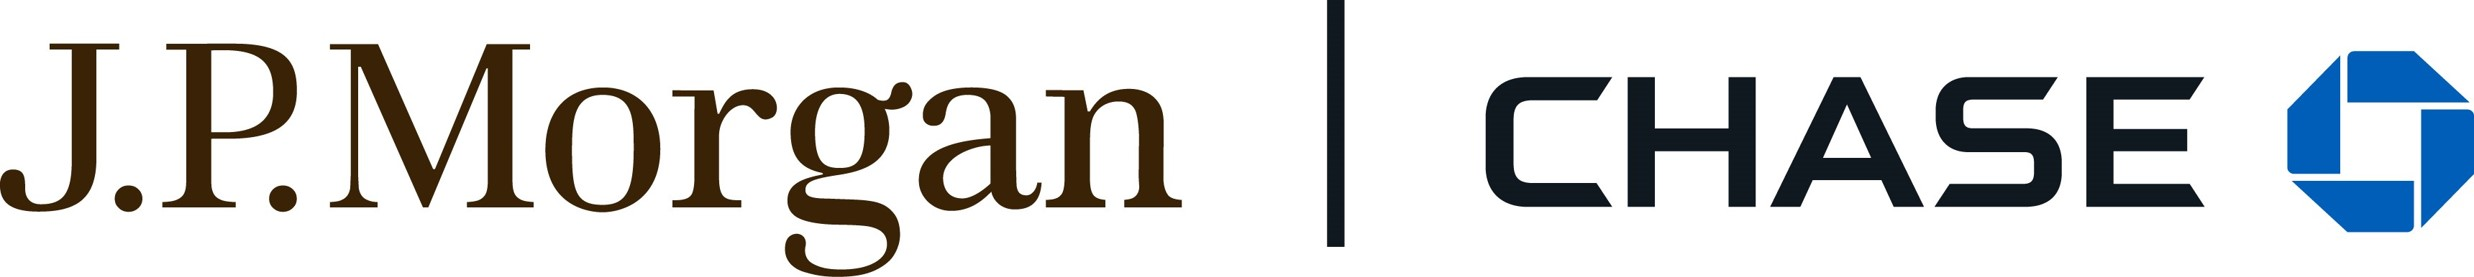 J.P.Morgan | CHASE